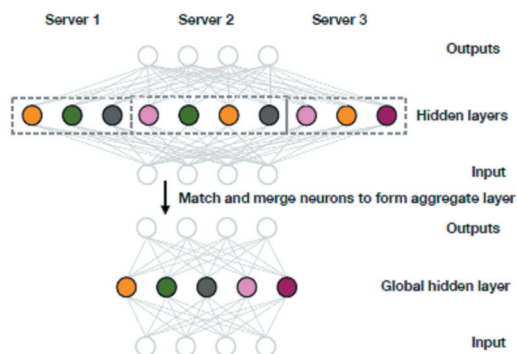 Server 1 Server 2 Server 3
Outputs
Hidden layers
Input
Match and merge neurons to form aggregate layer
Outputs
Global hidden layer
Input